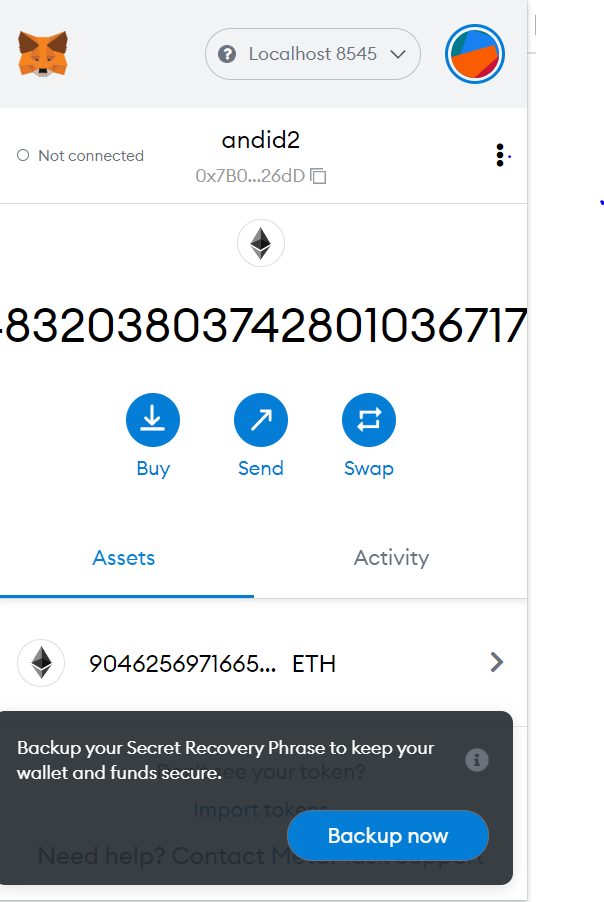 Localhost 8545
andid2
Not connected
0x7B0...26dD
48320380374280103 6717
Buy
Send
Swap
Assets
Activity
9046256971665... ETH
Backup your Secret Recovery Phrase to keep your
wallet and funds secure.
Don't see your token?
Import tokens
Backup now
Need help? Contact MetaMask support